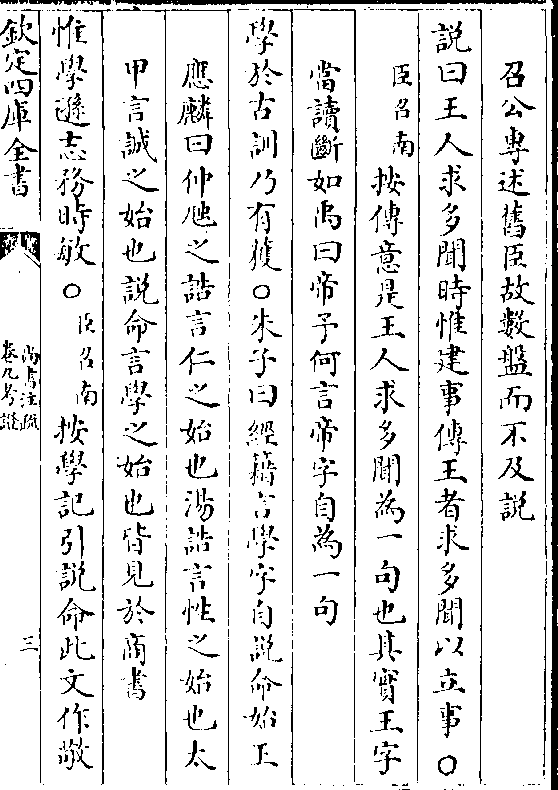 召公專述舊臣故數盤而不及説
説曰王人求多聞時惟建事傳王者求多聞以立事○
臣召南按傳意是王人求多聞為一句也其實王字
當讀斷如禹曰帝予何言帝字自為一句
學於古訓乃有獲○朱子曰經籍言學字自説命始王
應麟曰仲虺之誥言仁之始也湯誥言性之始也太
甲言誠之始也説命言學之始也皆見於商書
惟學遜志務時敏○臣召南按學記引説命此文作敬
欽定四庫全書
尚書注疏
卷九考證
三